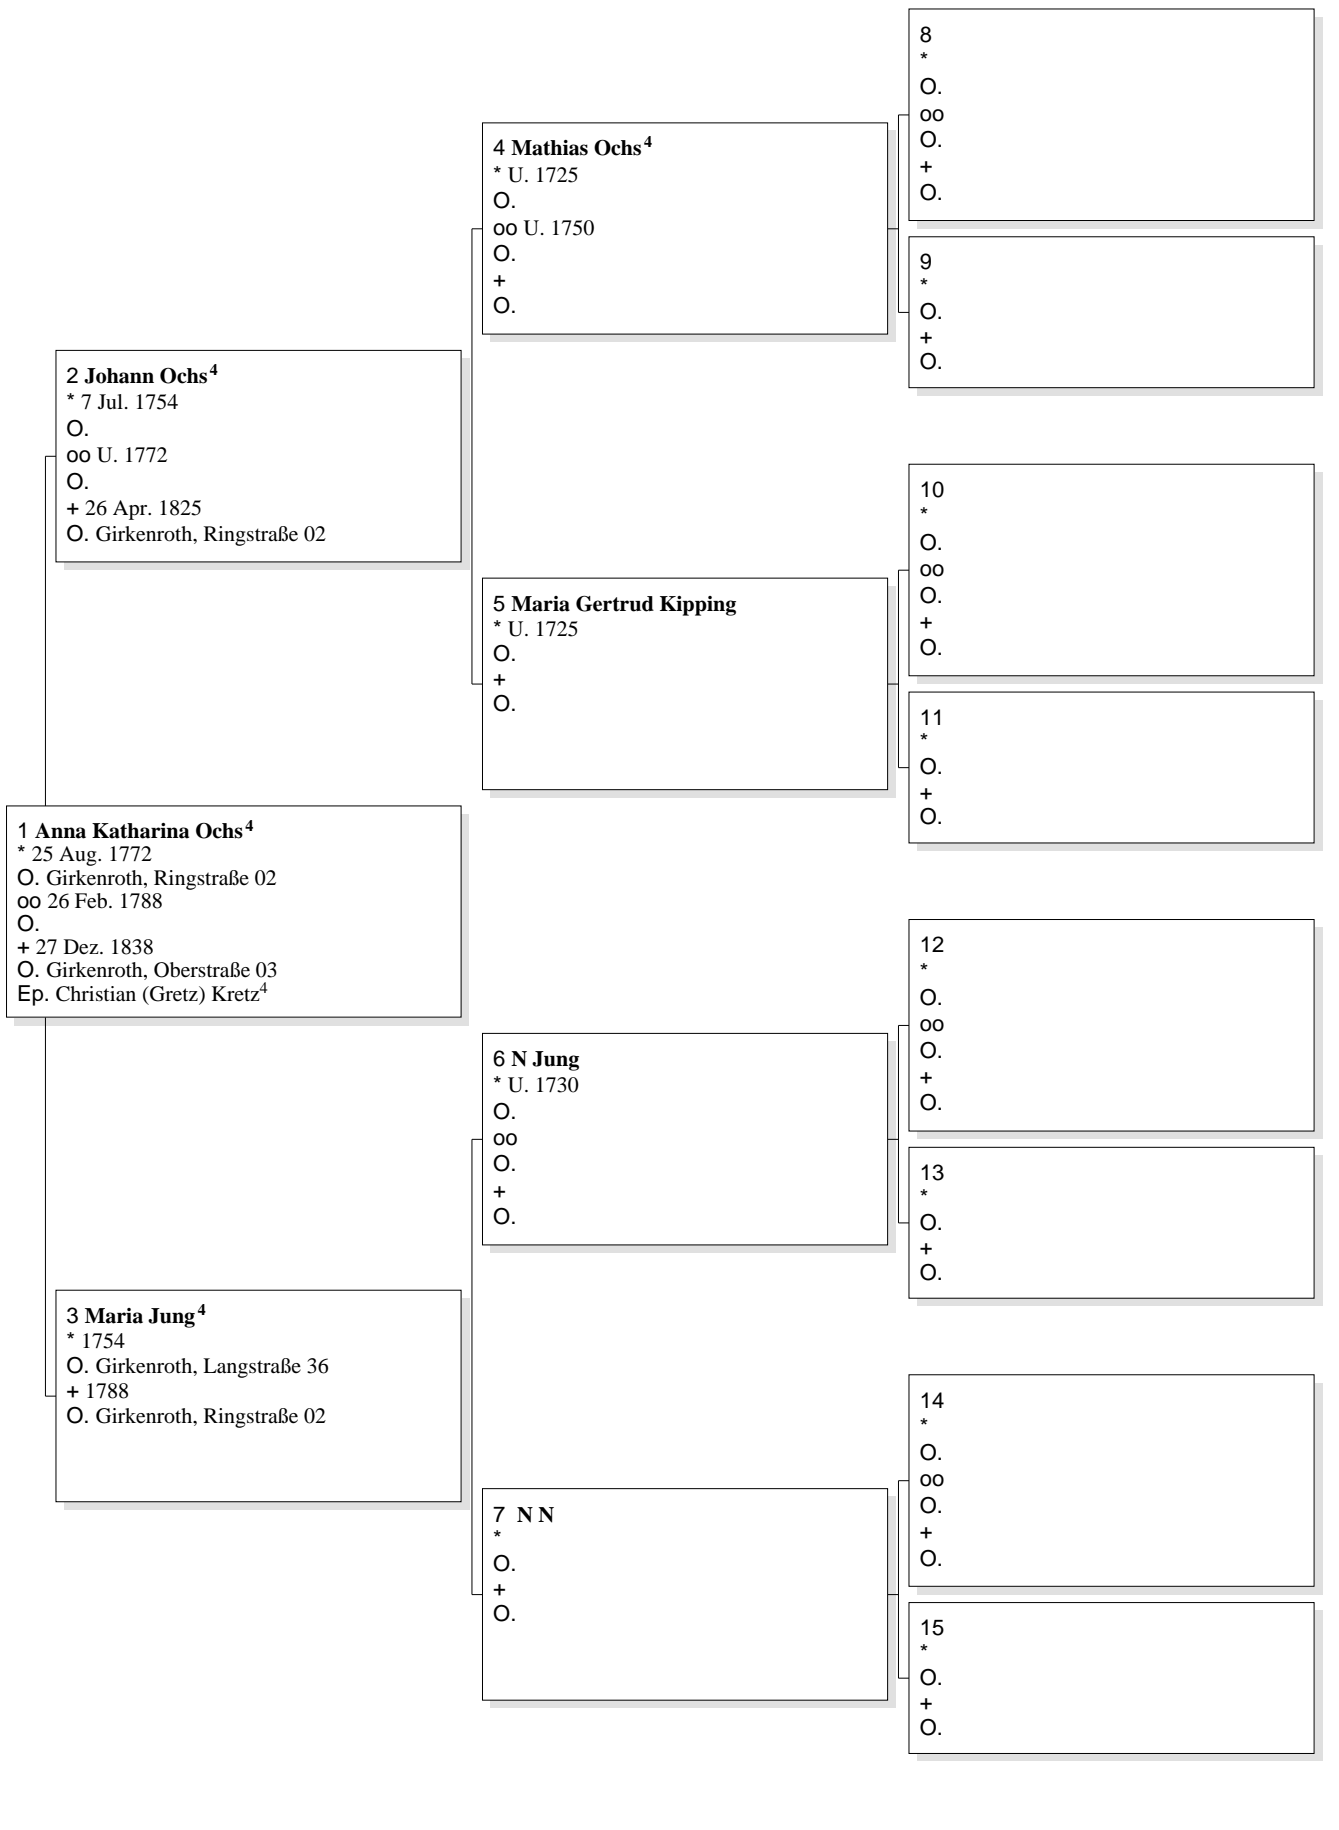 1 Anna Katharina Ochs4
* 25 Aug. 1772
O. Girkenroth, Ringstraße 02
oo 26 Feb. 1788
O.
+ 27 Dez. 1838
O. Girkenroth, Oberstraße 03
Ep. Christian (Gretz) Kretz4
2 Johann Ochs4
* 7 Jul. 1754
O.
oo U. 1772
O.
+ 26 Apr. 1825
O. Girkenroth, Ringstraße 02
3 Maria Jung4
* 1754
O. Girkenroth, Langstraße 36
+ 1788
O. Girkenroth, Ringstraße 02
4 Mathias Ochs4
* U. 1725
O.
oo U. 1750
O.
+
O.
5 Maria Gertrud Kipping
* U. 1725
O.
+
O.
6 N Jung
* U. 1730
O.
oo
O.
+
O.
7 N N
*
O.
+
O.
8
*
O.
oo
O.
+
O.
9
*
O.
+
O.
10
*
O.
oo
O.
+
O.
11
*
O.
+
O.
12
*
O.
oo
O.
+
O.
13
*
O.
+
O.
14
*
O.
oo
O.
+
O.
15
*
O.
+
O.